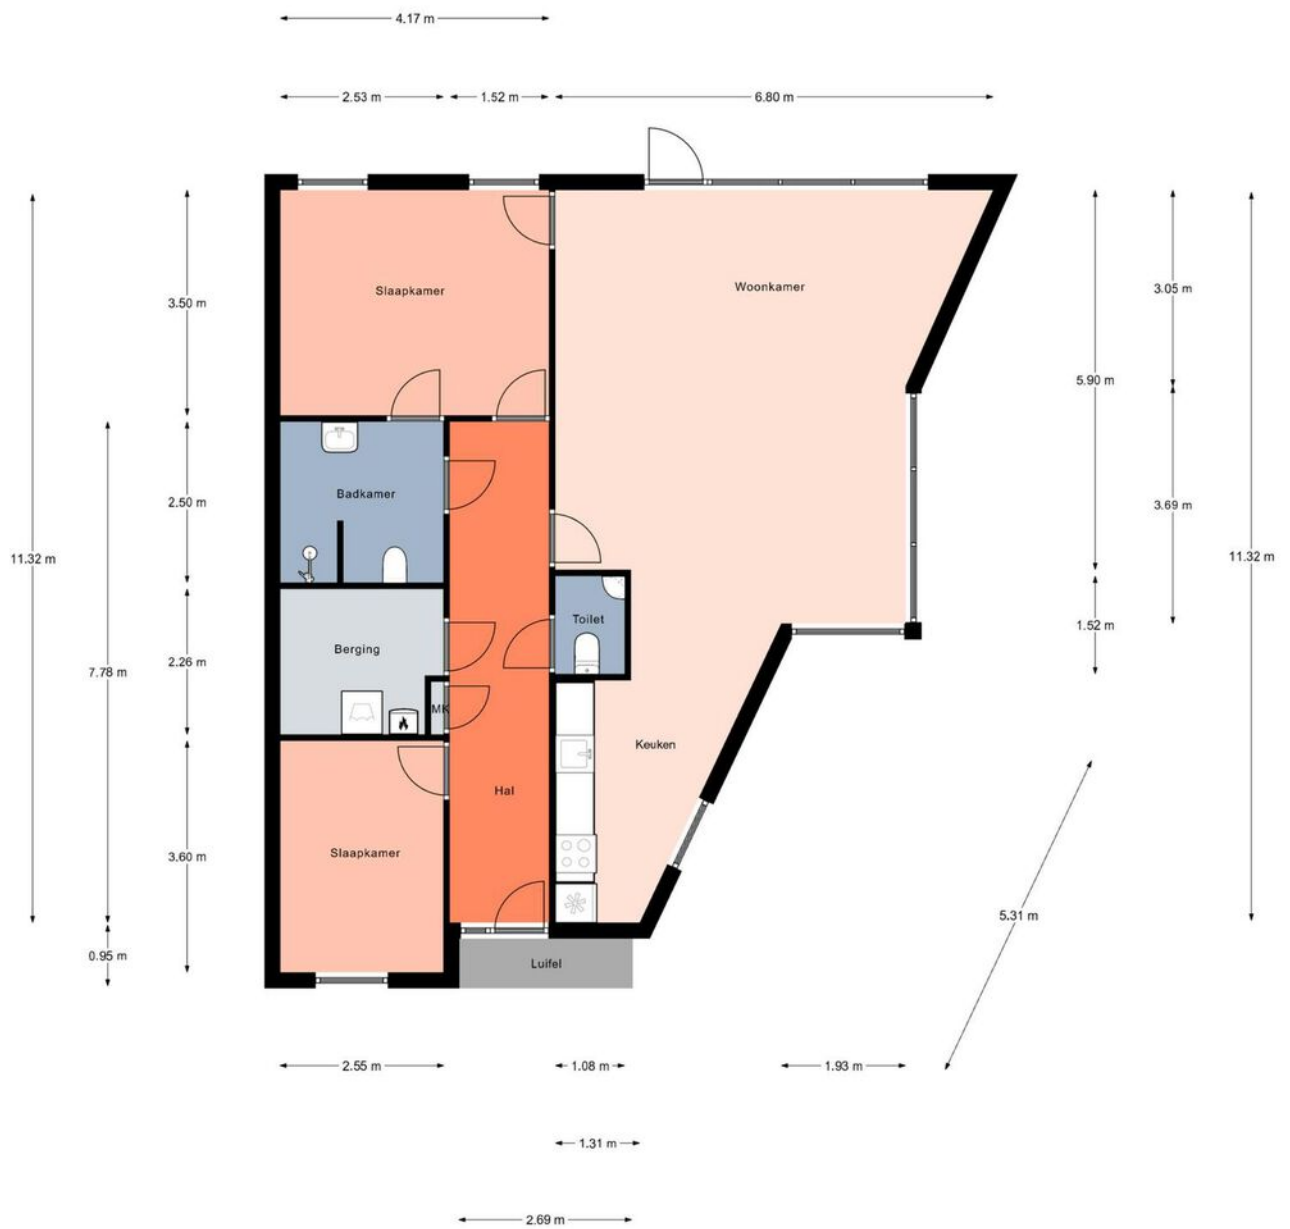 4.17 m
2.53 m
1.52 m
6.80 m
Slaapkamer
Woonkamer
3.50 m
3.05 m
5.90 m
Badkamer
2.50 m
3.69 m
11.32 m
11.32 m
Toilet
1.52 m
Berging
2.26 m
7.78 m
MK
Keuken
Hal
Slaapkamer
3.60 m
5.31 m
0.95 m
Luifel
2.55 m
1.08 m
1.93 m
1.31 m
2.69 m